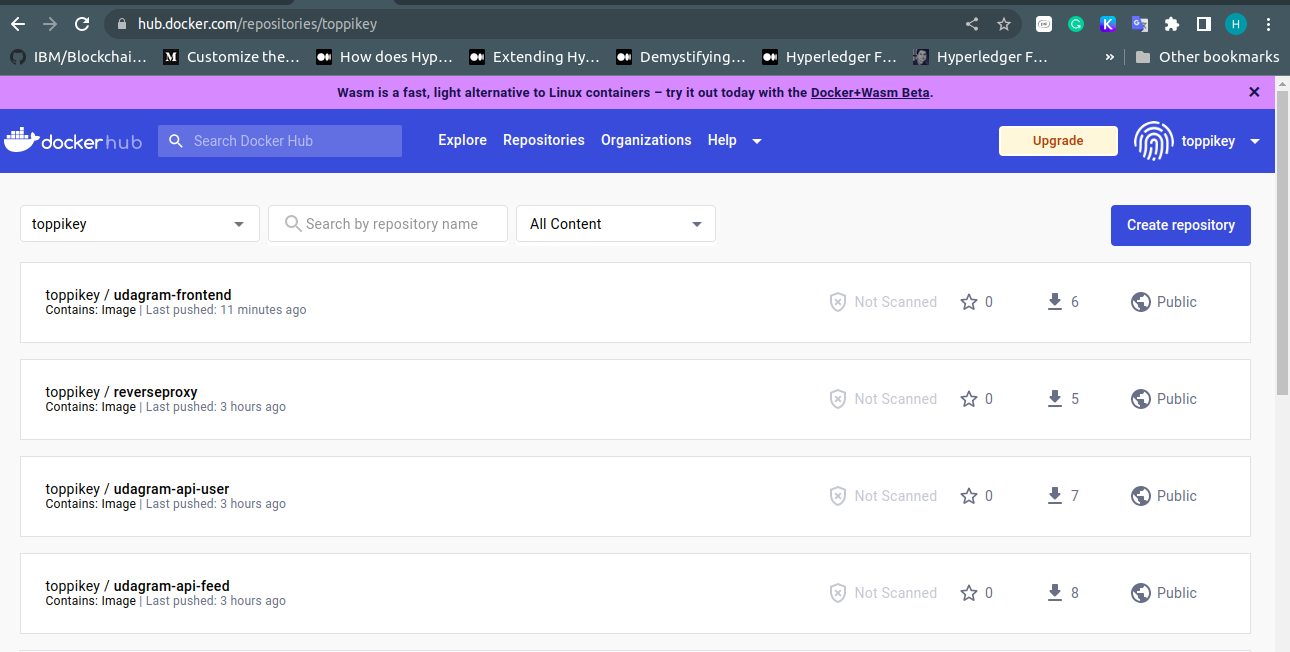 hub.docker.com/repositories/toppikey
H
IBM/Blockchai... Customize the... How does Hyp... Extending Hy... Demystifying... Hyperledger F... Hyperledger F... » Other bookmarks
Wasm is a fast, light alternative to Linux containers – try it out today with the Docker+Wasm Beta.
dockerhub Search Docker Hub Explore Repositories Organizations Help Upgrade toppikey
toppikey Search by repository name All Content Create repository
toppikey / udagram-frontend
Contains: Image | Last pushed: 11 minutes ago
Not Scanned 0 6 Public
toppikey / reverseproxy
Contains: Image | Last pushed: 3 hours ago
Not Scanned 0 5 Public
toppikey / udagram-api-user
Contains: Image | Last pushed: 3 hours ago
Not Scanned 0 7 Public
toppikey / udagram-api-feed
Contains: Image | Last pushed: 3 hours ago
Not Scanned 0 8 Public